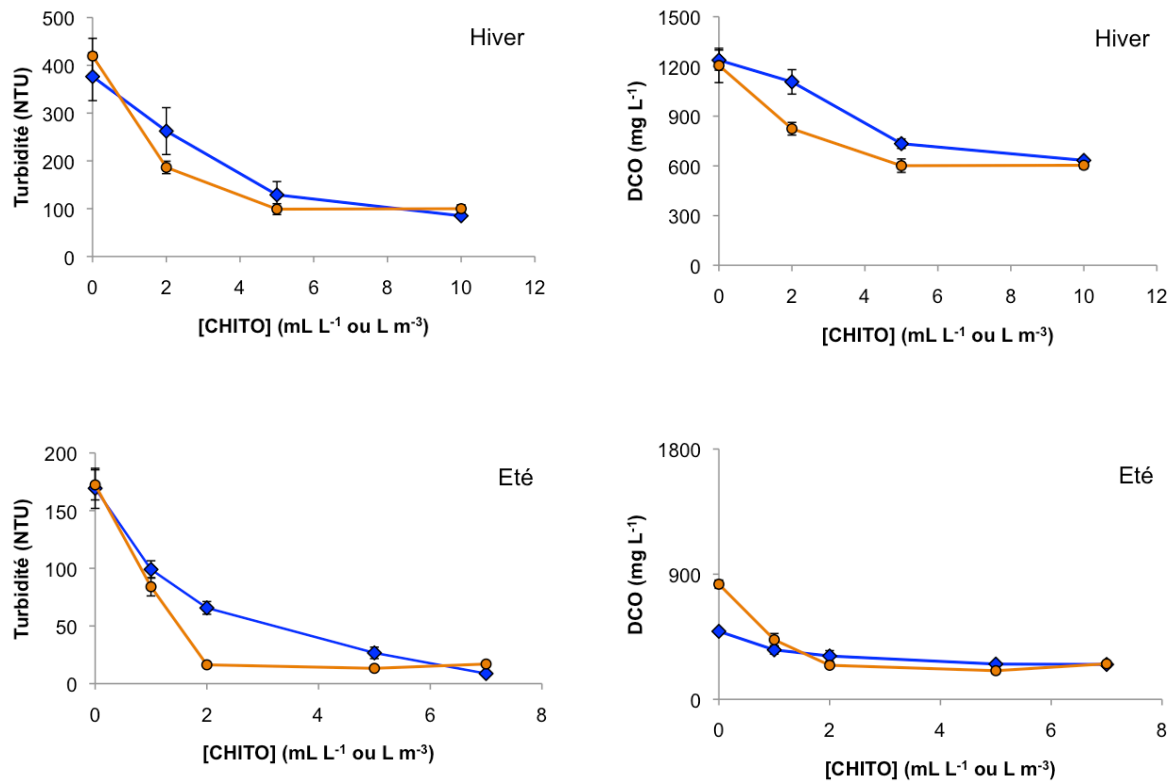 Hiver
Turbidité (NTU)
500
400
300
200
100
0
0 2 4 6 8 10 12
[CHITO] (mL L⁻¹ ou L m⁻³)
Hiver
DCO (mg L⁻¹)
1500
1200
900
600
300
0
0 2 4 6 8 10 12
[CHITO] (mL L⁻¹ ou L m⁻³)
Eté
Turbidité (NTU)
200
150
100
50
0
0 2 4 6 8
[CHITO] (mL L⁻¹ ou L m⁻³)
Eté
DCO (mg L⁻¹)
1800
900
0
0 2 4 6 8
[CHITO] (mL L⁻¹ ou L m⁻³)